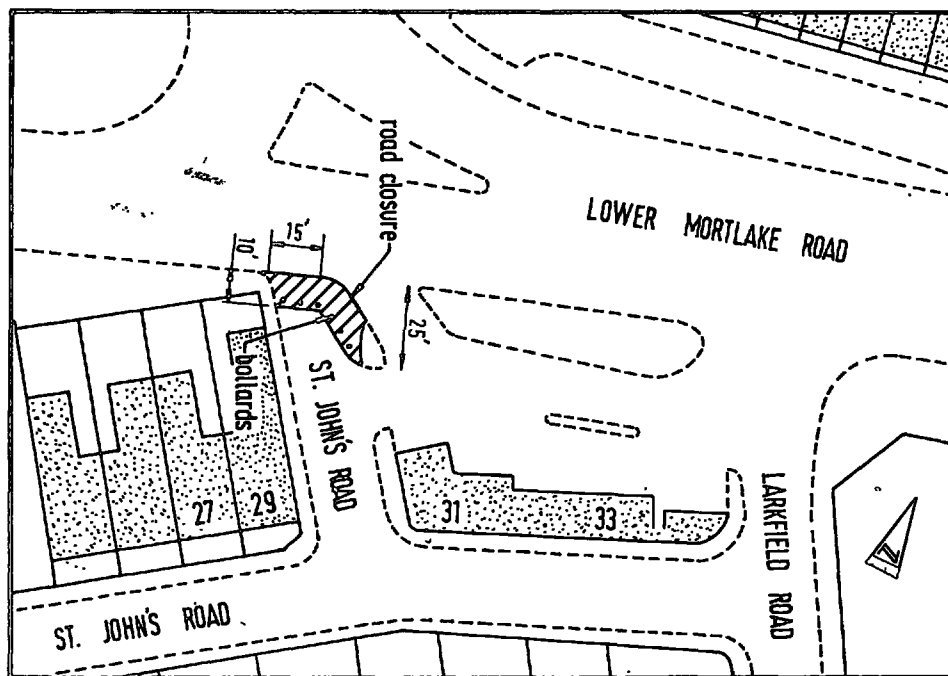 road closure
LOWER MORTLAKE ROAD
15'
10'
25'
bollards
ST. JOHN'S ROAD
27
29
31
33
LARKFIELD ROAD
N
ST. JOHN'S ROAD